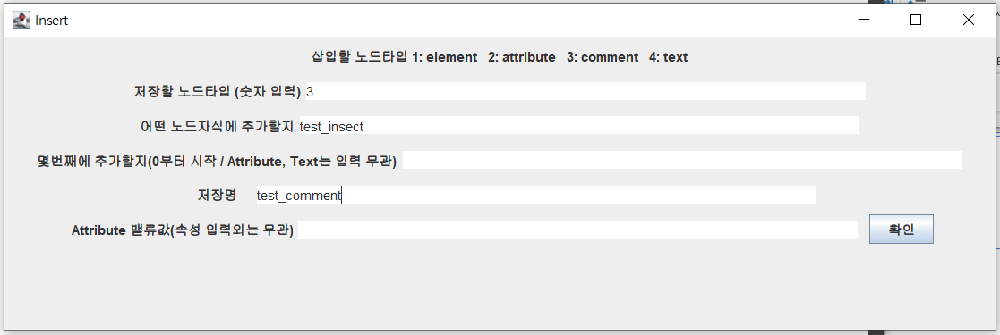 Insert
삽입할 노드타입 1: element 2: attribute 3: comment 4: text
저장할 노드타입 (숫자 입력) 3
어떤 노드자식에 추가할지 test_insect
몇번째에 추가할지(0부터 시작 / Attribute, Text는 입력 무관)
저장명 test_comment
Attribute 밸류값(속성 입력외는 무관) 확인